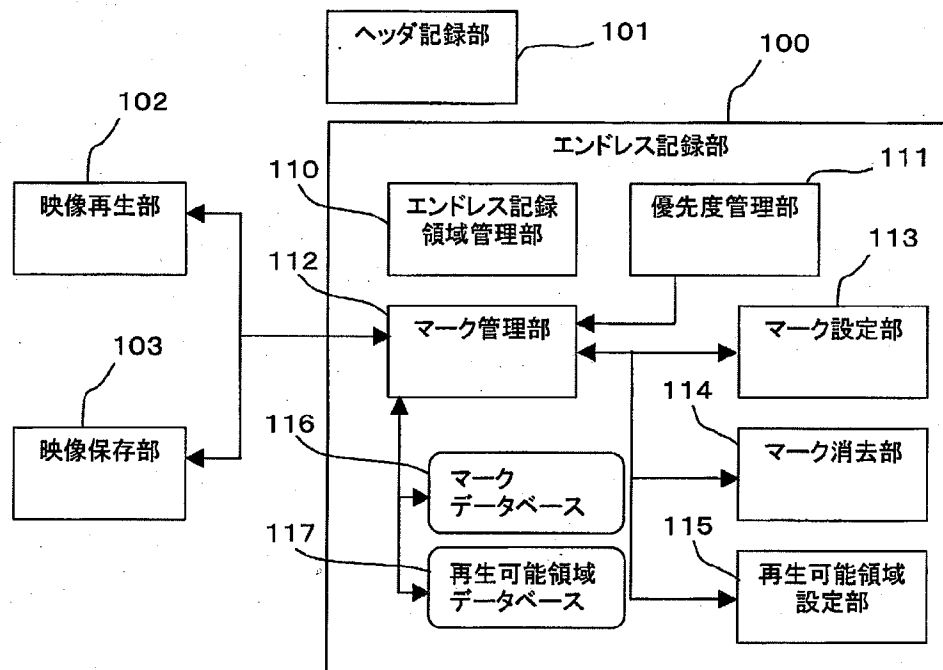 ヘッダ記録部
101
100
102
エンドレス記録部
110
111
映像再生部
エンドレス記録
領域管理部
優先度管理部
112
113
マーク管理部
マーク設定部
103
114
116
映像保存部
マーク消去部
マーク
データベース
117
115
再生可能領域
データベース
再生可能領域
設定部